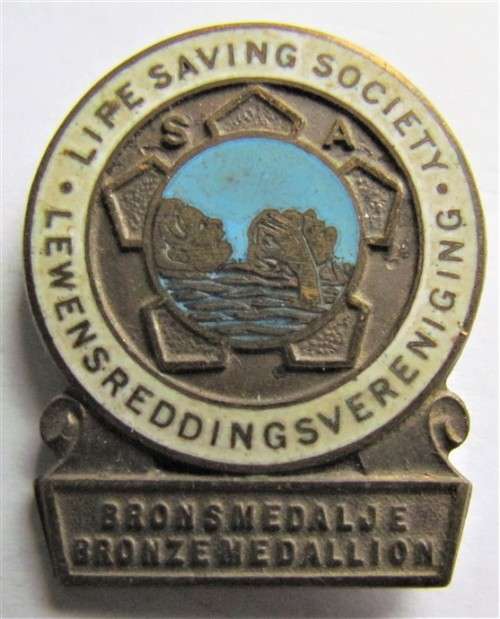 • LIFE SAVING SOCIETY •
S A
LEWENSREDDINGSVERENIGING
BRONSMEDALJE
BRONZE MEDALLION